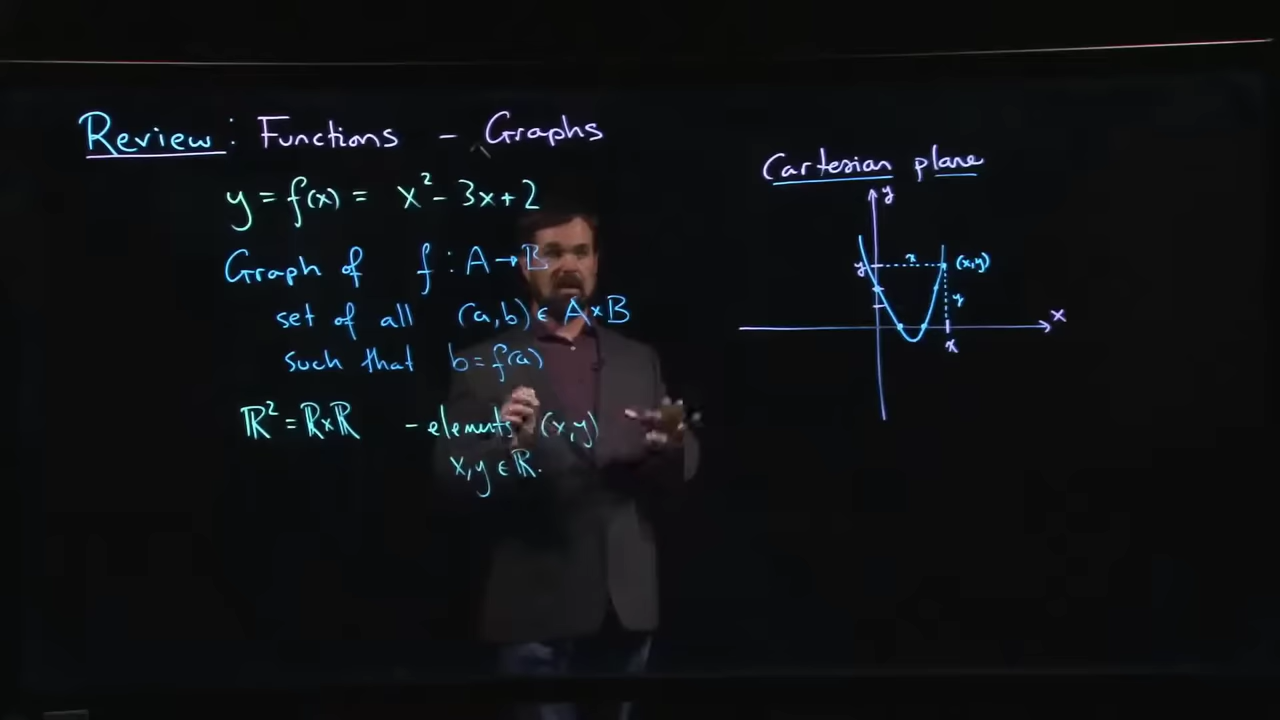 Review: Functions - Graphs
y = f(x) = x² - 3x + 2
Graph of f : A → B
set of all (a,b) ∈ A×B
such that b = f(a)
ℝ² = ℝ×ℝ - elements (x,y)
x,y ∈ ℝ.
Cartesian plane
y
y x (x,y)
y
x
x